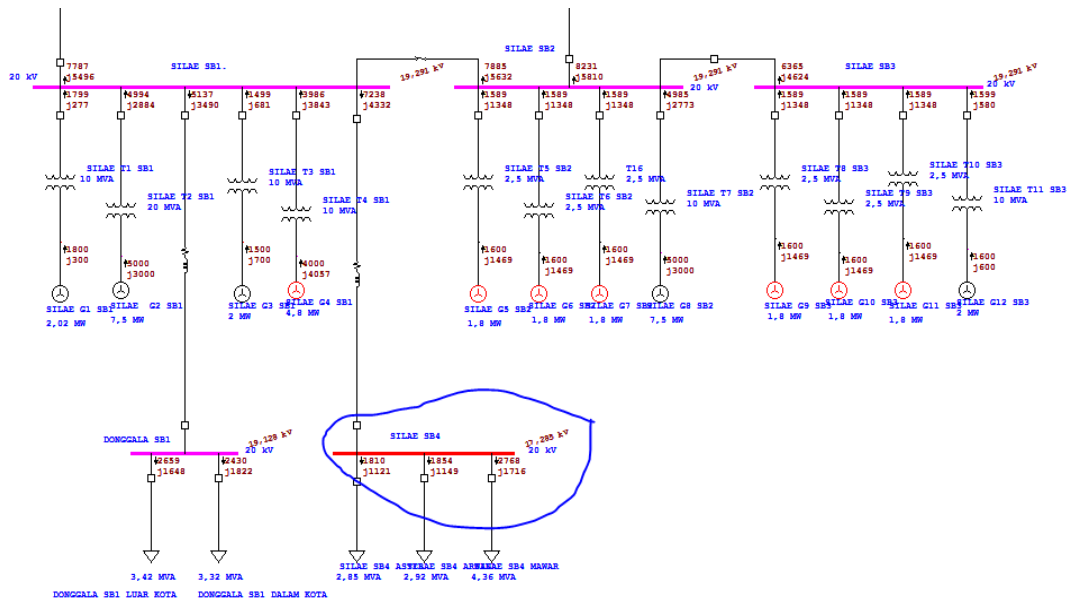 SILAE SB2
7787
j5496
SILAE SB1.
19,291 kV
7885
j5632
8231
j5810
19,291 kV
6365
j4624
SILAE SB3
19,291 kV
20 kV
20 kV
20 kV
1799
j277
4994
j2884
5137
j3490
1499
j681
3986
j3843
7238
j4332
1589
j1348
1589
j1348
1589
j1348
4985
j2773
1589
j1348
1589
j1348
1589
j1348
1599
j580
SILAE T1 SB1
10 MVA
SILAE T2 SB1
20 MVA
SILAE T3 SB1
10 MVA
SILAE T4 SB1
10 MVA
SILAE T5 SB2
2,5 MVA
SILAE T6 SB2
2,5 MVA
T16
2,5 MVA
SILAE T7 SB2
10 MVA
SILAE T8 SB3
2,5 MVA
SILAE T9 SB3
2,5 MVA
SILAE T10 SB3
2,5 MVA
SILAE T11 SB3
10 MVA
1800
j300
5000
j3000
1500
j700
4000
j4057
1600
j1469
1600
j1469
1600
j1469
5000
j3000
1600
j1469
1600
j1469
1600
j1469
1600
j600
SILAE G1 SB1
2,02 MW
SILAE G2 SB1
7,5 MW
SILAE G3 SB1
2 MW
SILAE G4 SB1
4,8 MW
SILAE G5 SB2
1,8 MW
SILAE G6 SB2
1,8 MW
SILAE G7 SB2
1,8 MW
SILAE G8 SB2
7,5 MW
SILAE G9 SB3
1,8 MW
SILAE G10 SB3
1,8 MW
SILAE G11 SB3
1,8 MW
SILAE G12 SB3
2 MW
DONGGALA SB1
19,128 kV
20 kV
SILAE SB4
17,285 kV
20 kV
2659
j1648
2430
j1822
1810
j1121
1854
j1149
2768
j1716
3,42 MVA
DONGGALA SB1 LUAR KOTA
3,32 MVA
DONGGALA SB1 DALAM KOTA
SILAE SB4
2,85 MVA
SB4
2,92 MVA
SB4 MAWAR
4,36 MVA